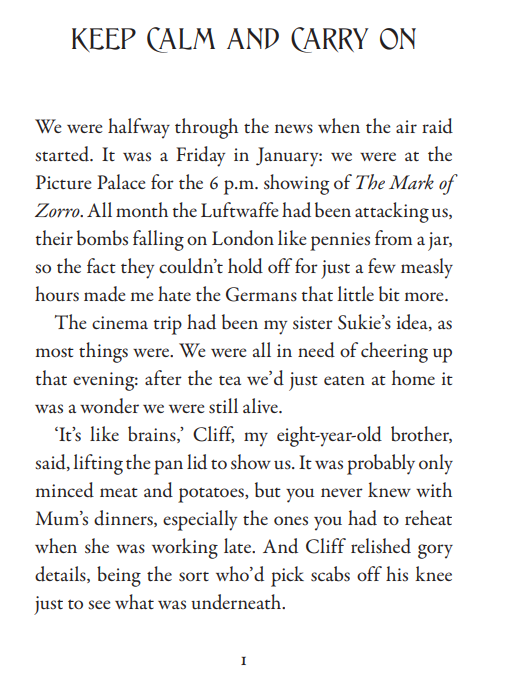 KEEP CALM AND CARRY ON
We were halfway through the news when the air raid
started. It was a Friday in January: we were at the
Picture Palace for the 6 p.m. showing of The Mark of
Zorro. All month the Luftwaffe had been attacking us,
their bombs falling on London like pennies from a jar,
so the fact they couldn’t hold off for just a few measly
hours made me hate the Germans that little bit more.
The cinema trip had been my sister Sukie’s idea, as
most things were. We were all in need of cheering up
that evening: after the tea we’d just eaten at home it
was a wonder we were still alive.
‘It’s like brains,’ Cliff, my eight-year-old brother,
said, lifting the pan lid to show us. It was probably only
minced meat and potatoes, but you never knew with
Mum’s dinners, especially the ones you had to reheat
when she was working late. And Cliff relished gory
details, being the sort who’d pick scabs off his knee
just to see what was underneath.
1